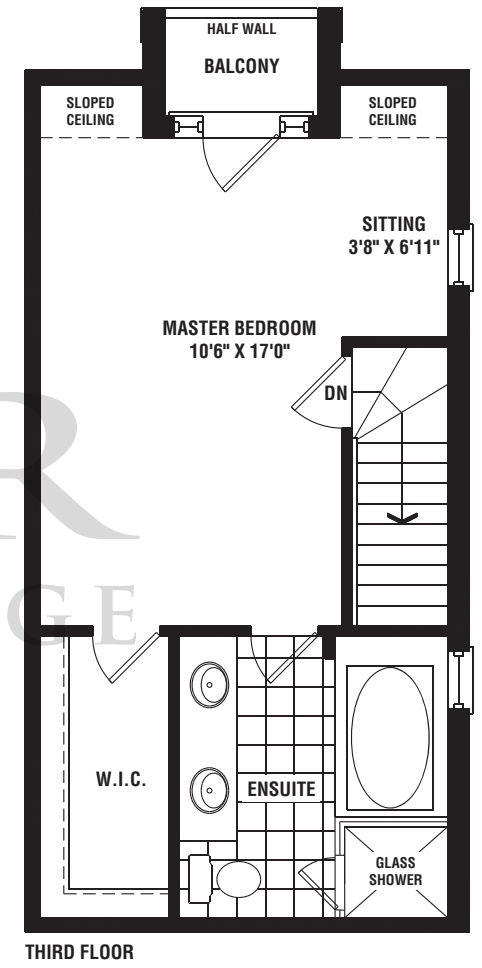 HALF WALL
BALCONY
SLOPED
CEILING
SLOPED
CEILING
SITTING
3'8" X 6'11"
MASTER BEDROOM
10'6" X 17'0"
DN
R
GE
W.I.C.
ENSUITE
GLASS
SHOWER
THIRD FLOOR